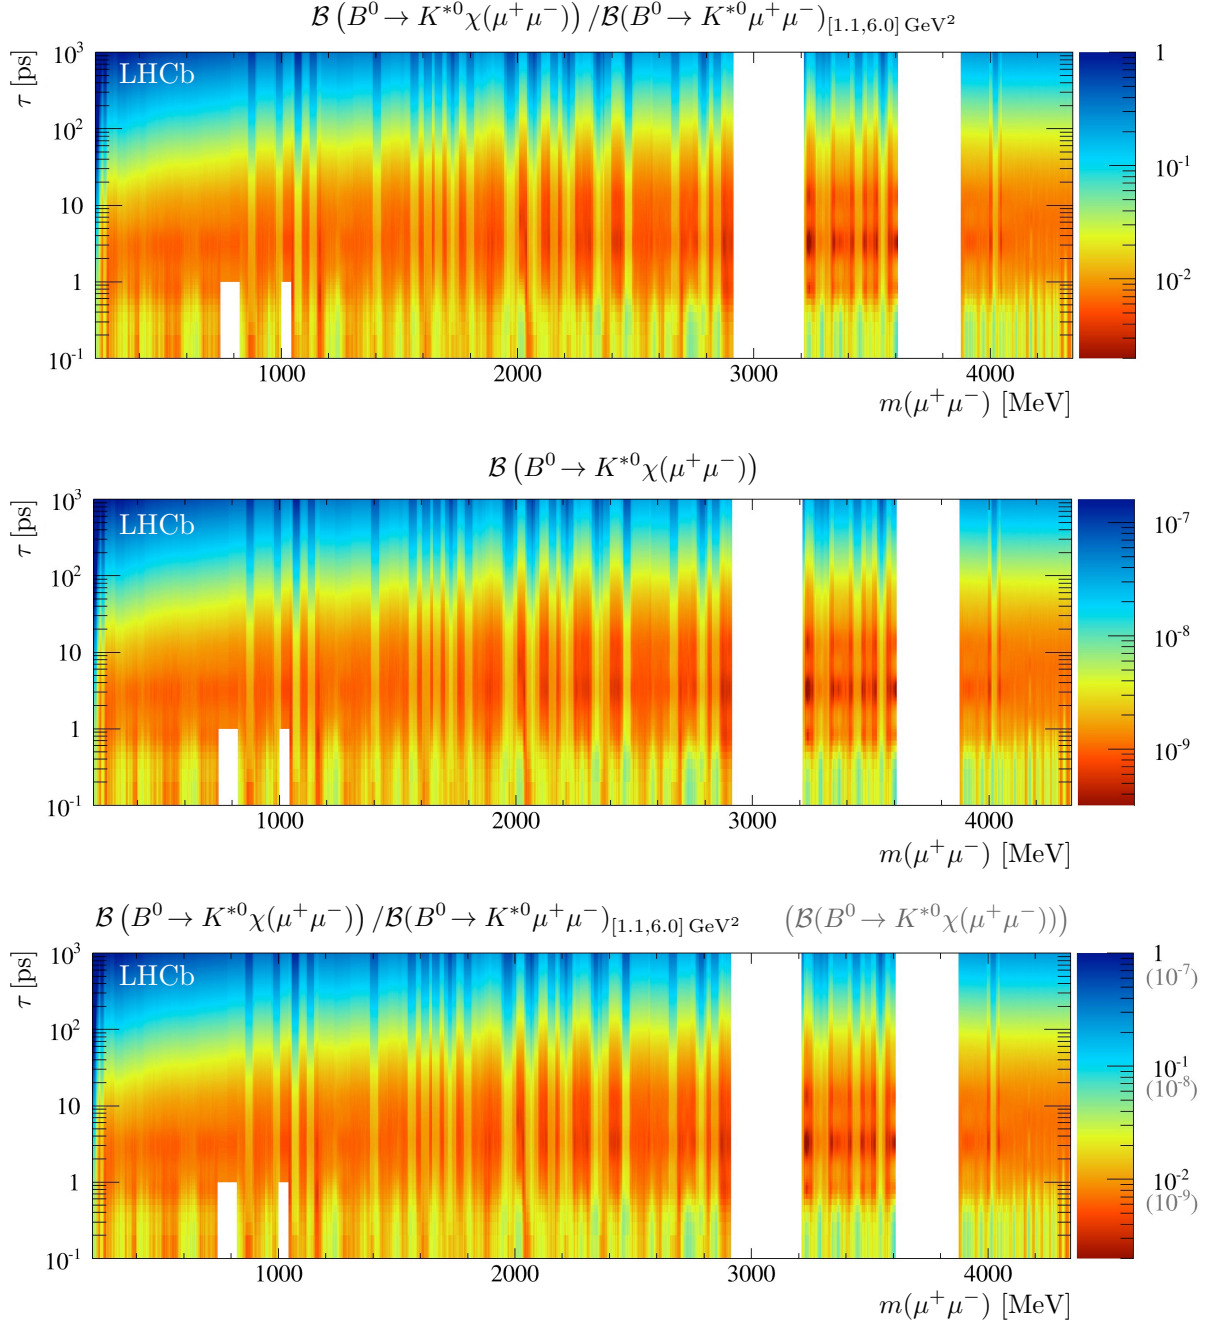 ℬ (B⁰ → K*⁰χ(μ⁺μ⁻)) /ℬ(B⁰ → K*⁰μ⁺μ⁻)[1.1,6.0] GeV²
τ [ps]
LHCb
10³
10²
10
1
10⁻¹
1000 2000 3000 4000
m(μ⁺μ⁻) [MeV]
1
10⁻¹
10⁻²
ℬ (B⁰ → K*⁰χ(μ⁺μ⁻))
τ [ps]
LHCb
10³
10²
10
1
10⁻¹
1000 2000 3000 4000
m(μ⁺μ⁻) [MeV]
10⁻⁷
10⁻⁸
10⁻⁹
ℬ (B⁰ → K*⁰χ(μ⁺μ⁻)) /ℬ(B⁰ → K*⁰μ⁺μ⁻)[1.1,6.0] GeV² (ℬ(B⁰ → K*⁰χ(μ⁺μ⁻)))
τ [ps]
LHCb
10³
10²
10
1
10⁻¹
1000 2000 3000 4000
m(μ⁺μ⁻) [MeV]
1
(10⁻⁷)
10⁻¹
(10⁻⁸)
10⁻²
(10⁻⁹)